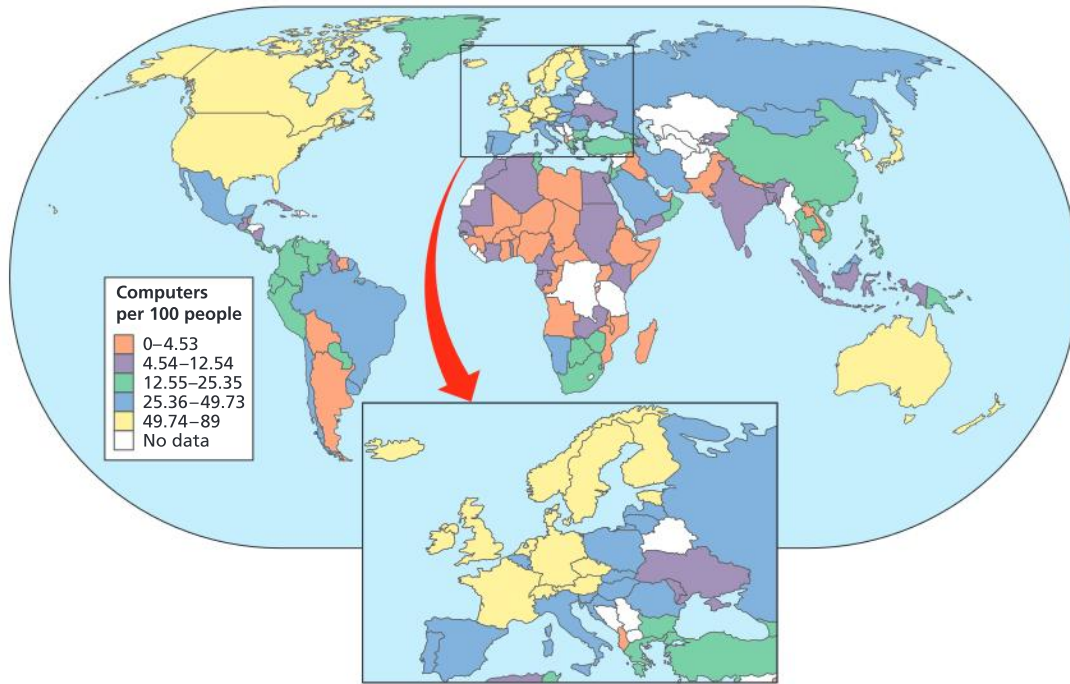 Computers
per 100 people
0–4.53
4.54–12.54
12.55–25.35
25.36–49.73
49.74–89
No data